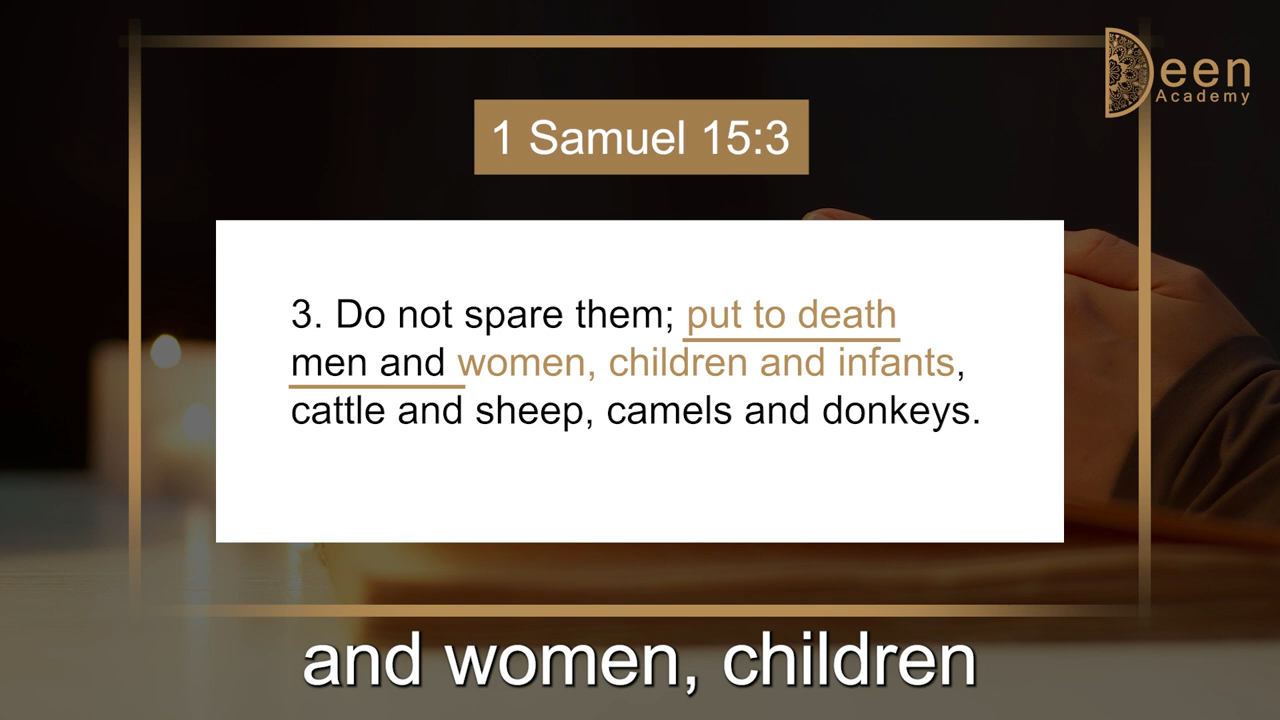 Deen
Academy
1 Samuel 15:3
3. Do not spare them; put to death
men and women, children and infants,
cattle and sheep, camels and donkeys.
and women, children